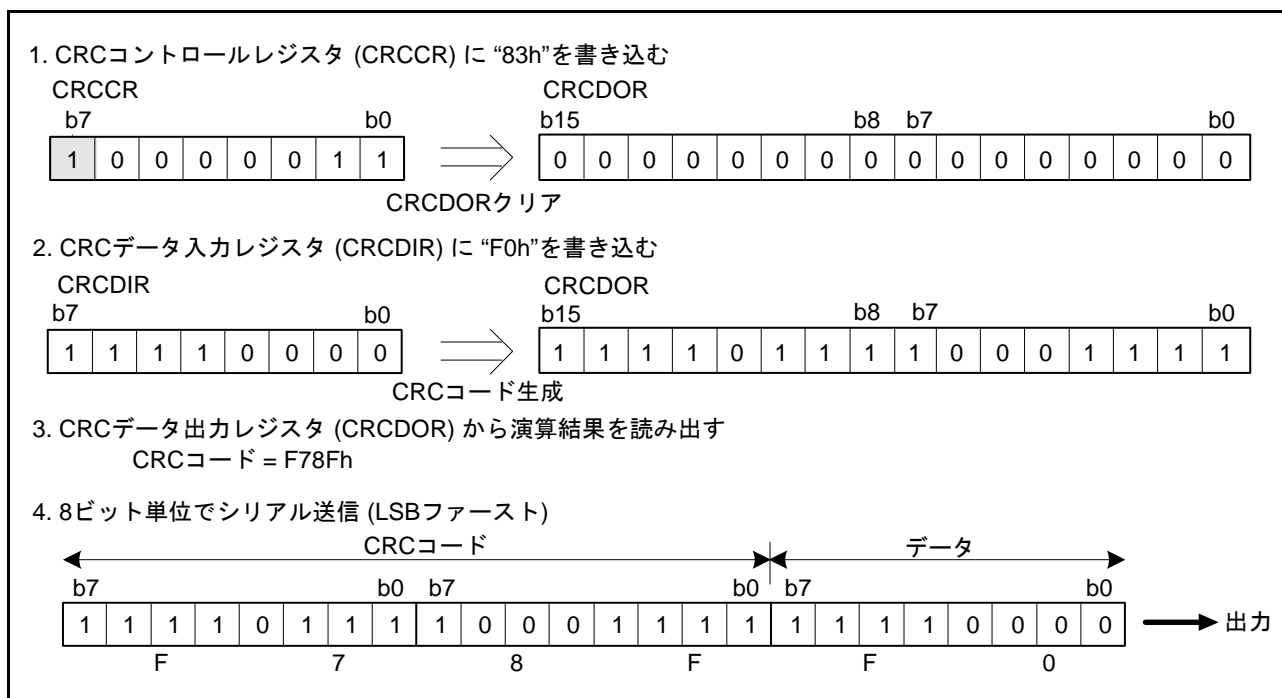 1. CRCコントロールレジスタ (CRCCR) に “83h”を書き込む
CRCCR CRCDOR
b7 b0 b15 b8 b7 b0
1 0 0 0 0 0 1 1 0 0 0 0 0 0 0 0 0 0 0 0 0 0 0 0
CRCDORクリア
2. CRCデータ入力レジスタ (CRCDIR) に “F0h”を書き込む
CRCDIR CRCDOR
b7 b0 b15 b8 b7 b0
1 1 1 1 0 0 0 0 1 1 1 1 0 1 1 1 1 0 0 0 1 1 1 1
CRCコード生成
3. CRCデータ出力レジスタ (CRCDOR) から演算結果を読み出す
CRCコード = F78Fh
4. 8ビット単位でシリアル送信 (LSBファースト)
CRCコード データ
b7 b0 b7 b0 b7 b0
1 1 1 1 0 1 1 1 1 0 0 0 1 1 1 1 1 1 1 1 0 0 0 0 出力
F 7 8 F F 0